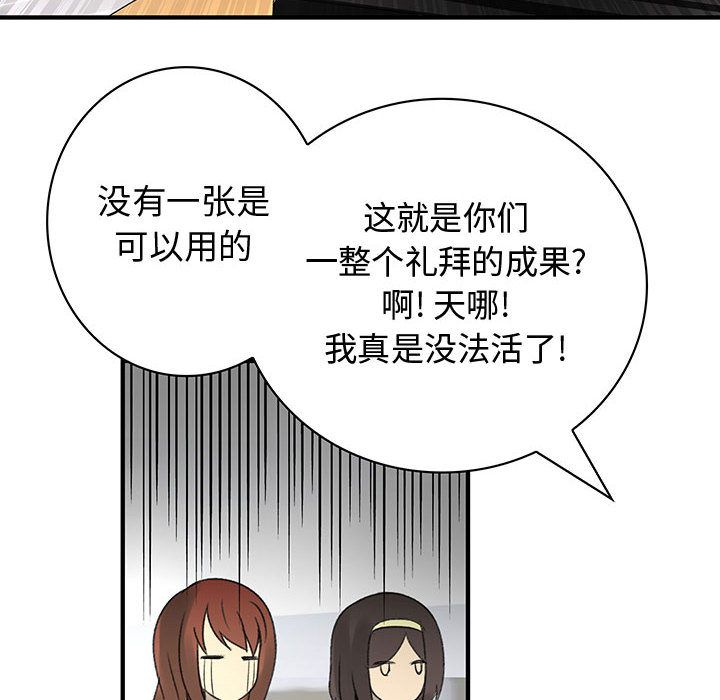 没有一张是
可以用的
这就是你们
一整个礼拜的成果?
啊! 天哪!
我真是没法活了!